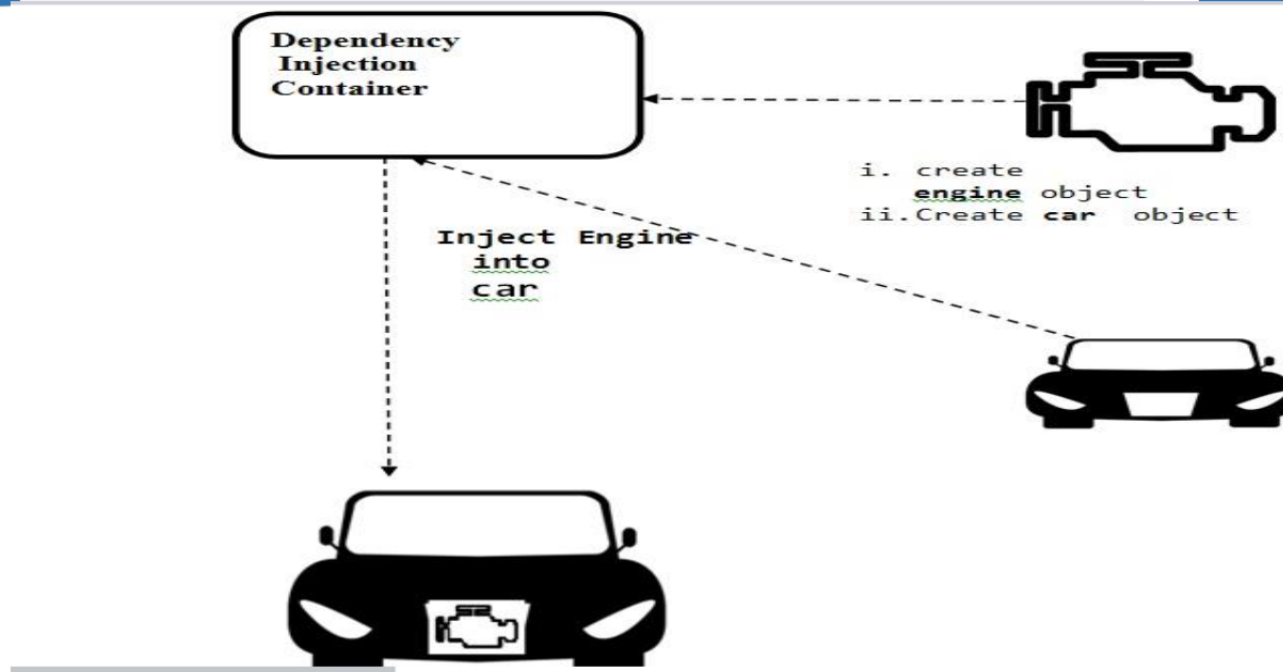 Dependency
Injection
Container
i. create
engine object
ii.Create car object
Inject Engine
into
car